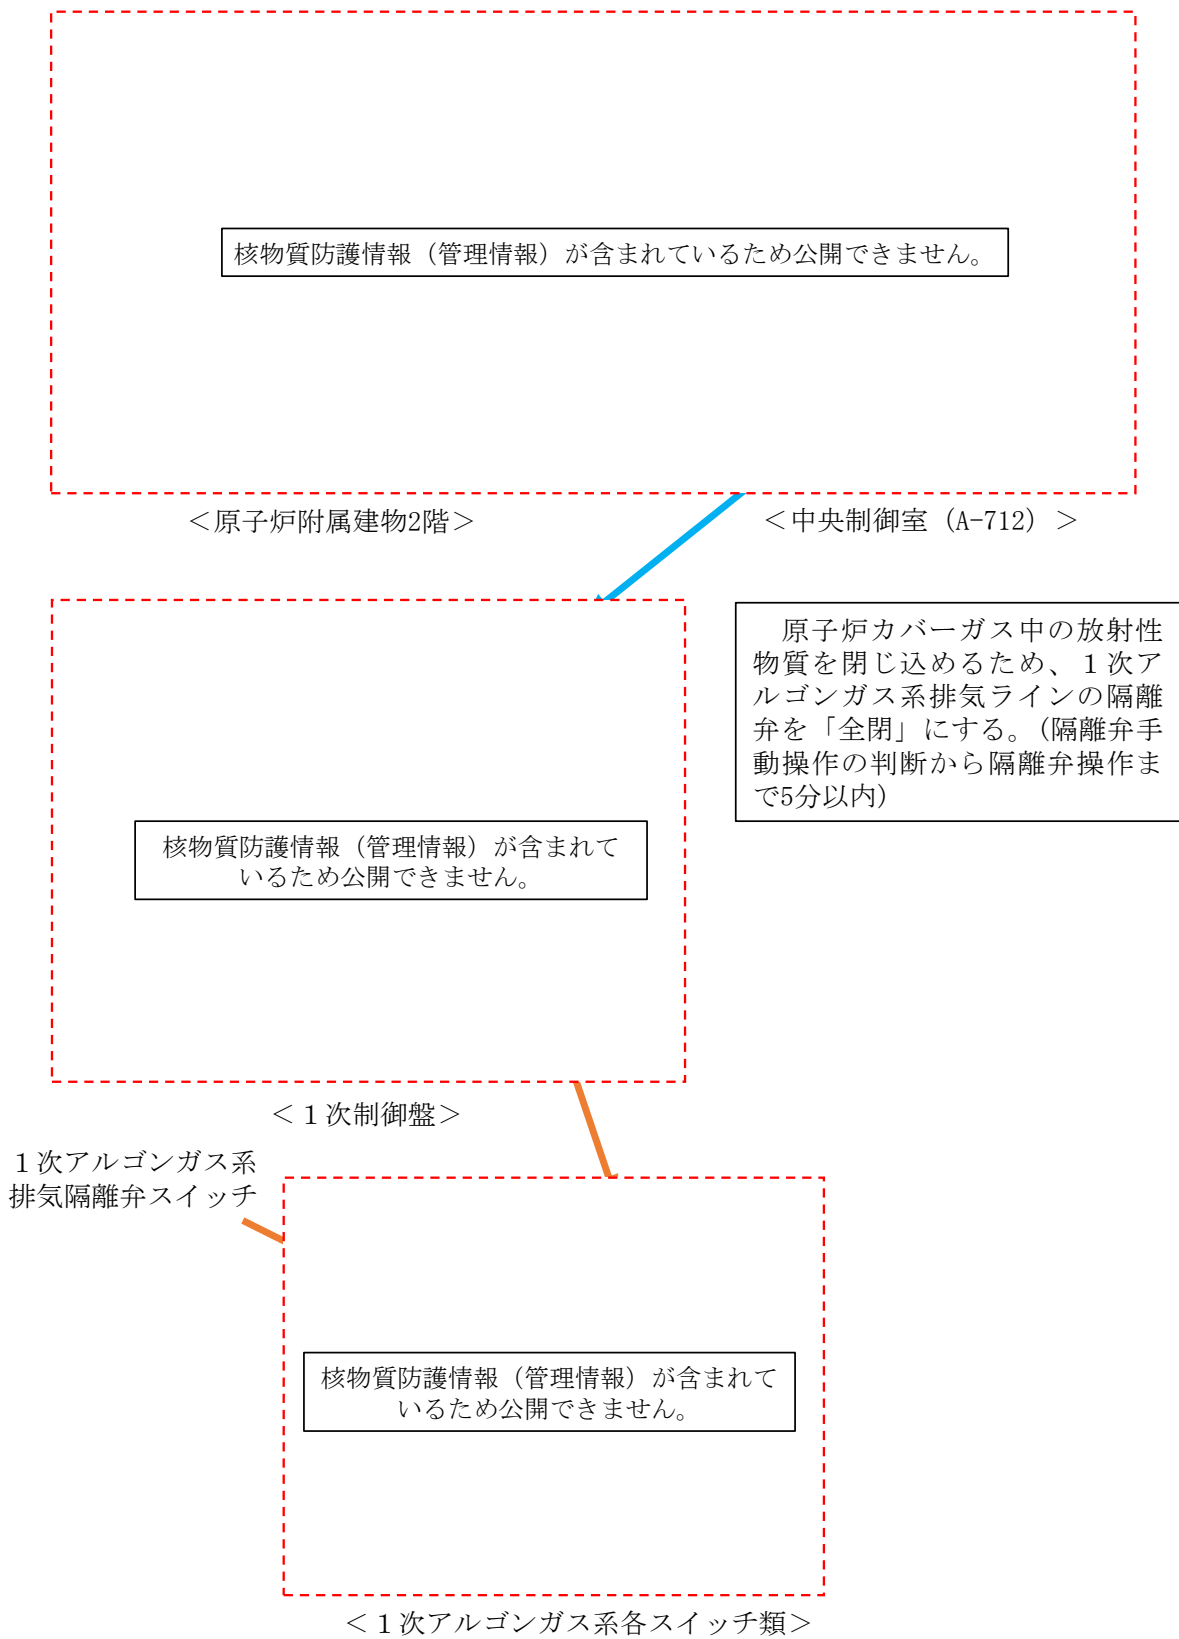 核物質防護情報（管理情報）が含まれているため公開できません。
＜原子炉附属建物2階＞
＜中央制御室（A-712）＞
原子炉カバーガス中の放射性
物質を閉じ込めるため、１次ア
ルゴンガス系排気ラインの隔離
弁を「全閉」にする。（隔離弁手
動操作の判断から隔離弁操作ま
で5分以内）
核物質防護情報（管理情報）が含まれて
いるため公開できません。
＜１次制御盤＞
１次アルゴンガス系
排気隔離弁スイッチ
核物質防護情報（管理情報）が含まれて
いるため公開できません。
＜１次アルゴンガス系各スイッチ類＞